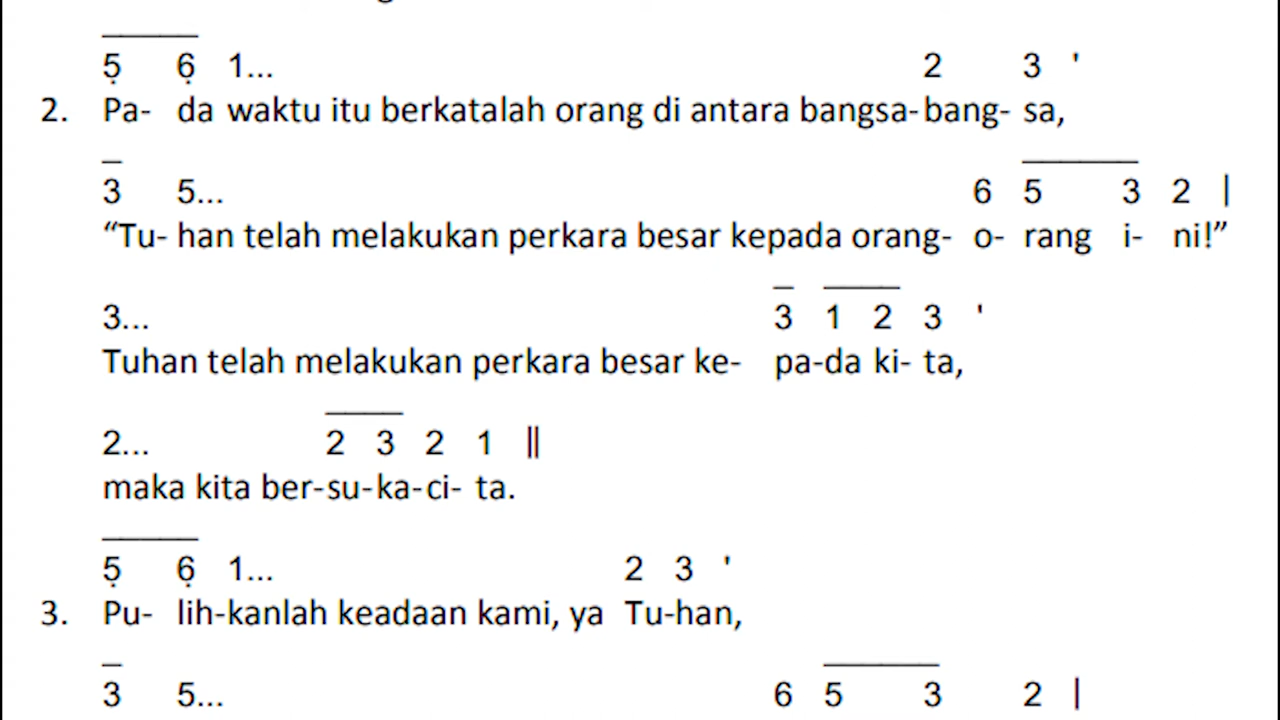 5̣ 6̣ 1... 2 3 '
2. Pa- da waktu itu berkatalah orang di antara bangsa-bang- sa,
3 5... 6 5 3 2 |
“Tu- han telah melakukan perkara besar kepada orang- o- rang i- ni!”
3... 3 1 2 3 '
Tuhan telah melakukan perkara besar ke- pa-da ki- ta,
2... 2 3 2 1 ||
maka kita ber-su-ka-ci- ta.
5̣ 6̣ 1... 2 3 '
3. Pu- lih-kanlah keadaan kami, ya Tu-han,
3 5... 6 5 3 2 |